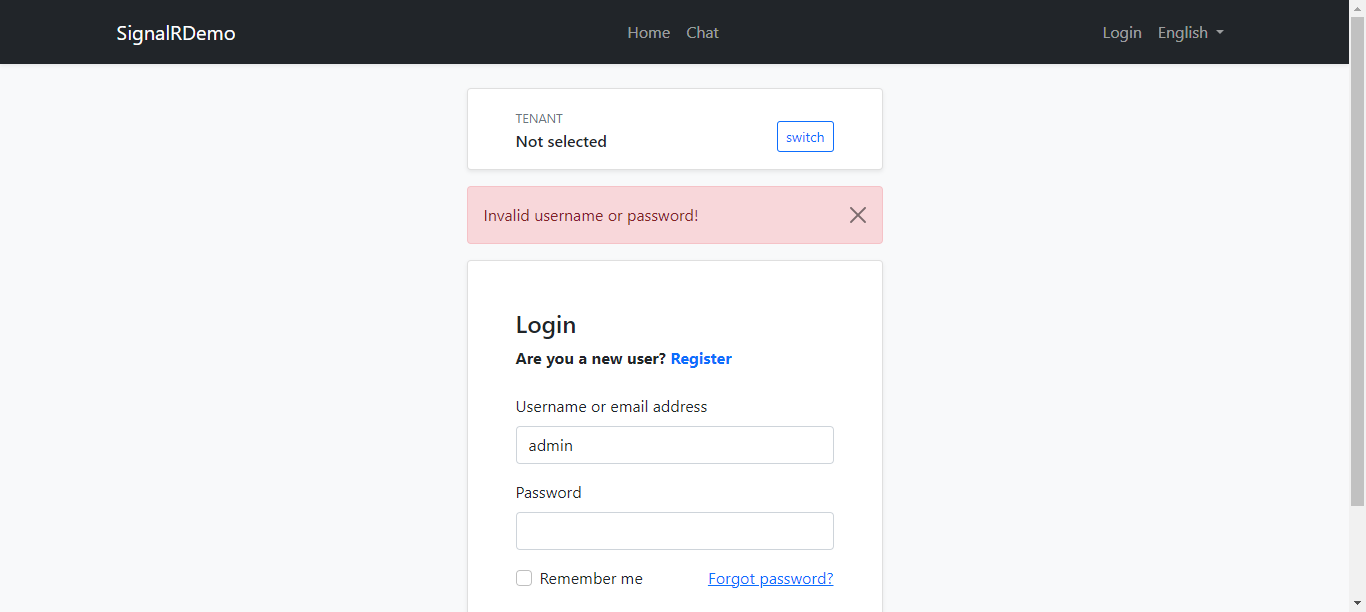 SignalRDemo Home Chat Login English
TENANT
Not selected
switch
Invalid username or password!
Login
Are you a new user? Register
Username or email address
admin
Password
Remember me Forgot password?